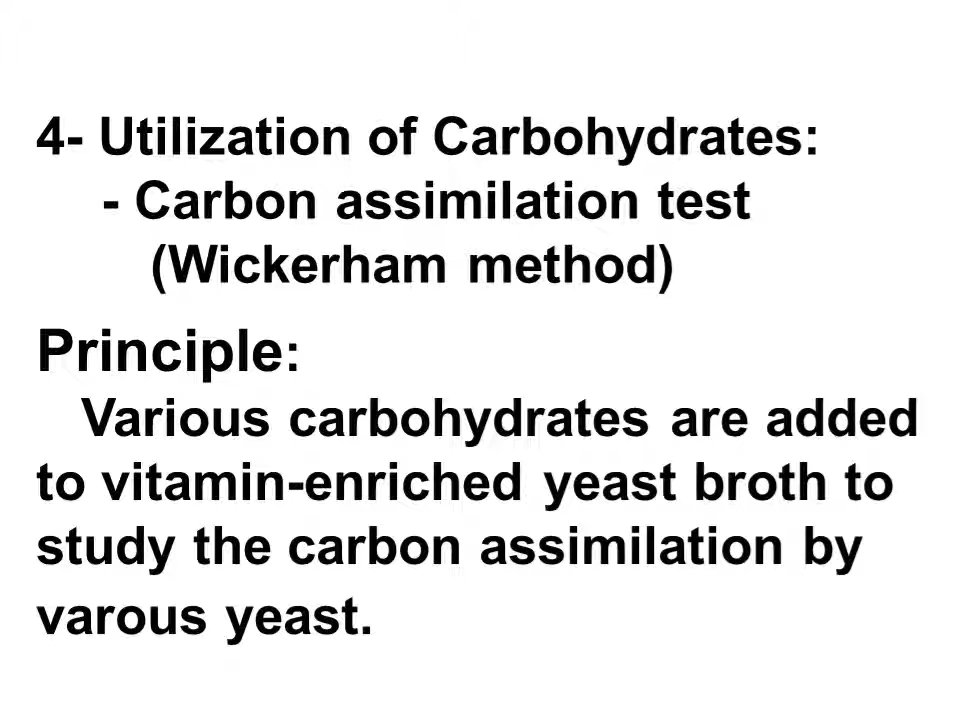 4- Utilization of Carbohydrates:
- Carbon assimilation test
(Wickerham method)
Principle:
Various carbohydrates are added
to vitamin-enriched yeast broth to
study the carbon assimilation by
varous yeast.